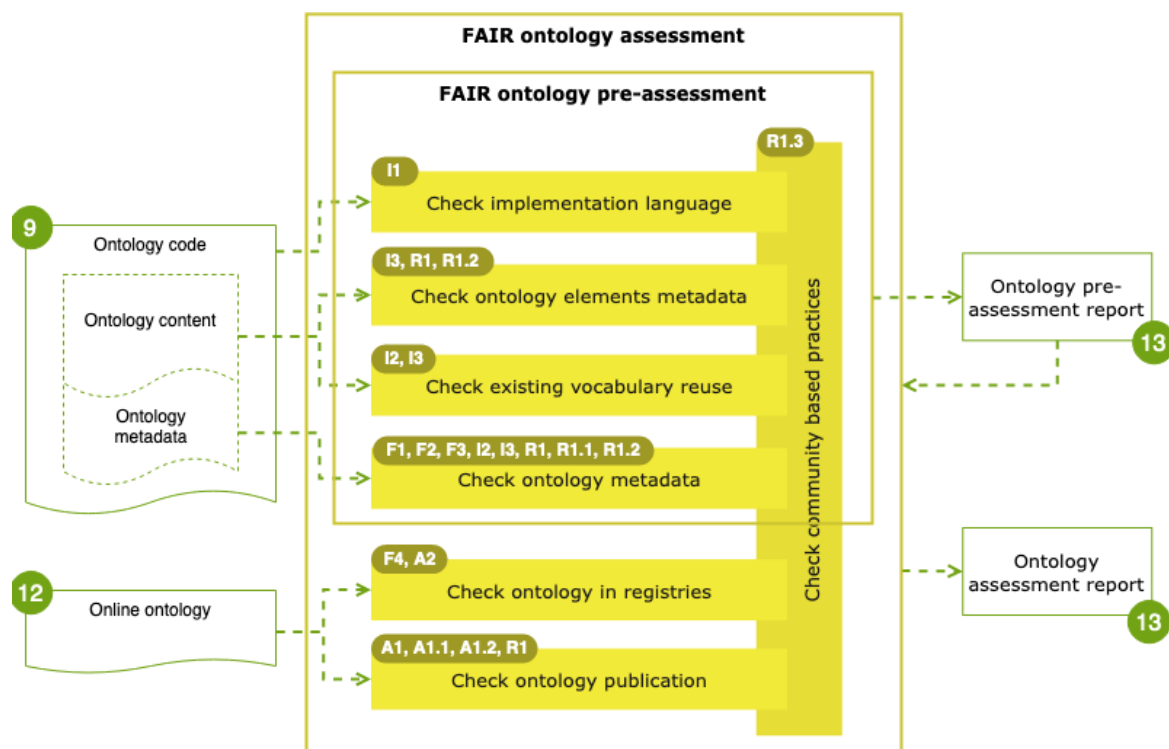 FAIR ontology assessment
FAIR ontology pre-assessment
R1.3
I1
Check implementation language
9
Ontology code
I3, R1, R1.2
Check ontology elements metadata
Ontology content
Ontology pre-
assessment report
13
I2, I3
Check existing vocabulary reuse
Ontology
metadata
F1, F2, F3, I2, I3, R1, R1.1, R1.2
Check ontology metadata
Check community based practices
F4, A2
Check ontology in registries
Ontology
assessment report
13
12
Online ontology
A1, A1.1, A1.2, R1
Check ontology publication